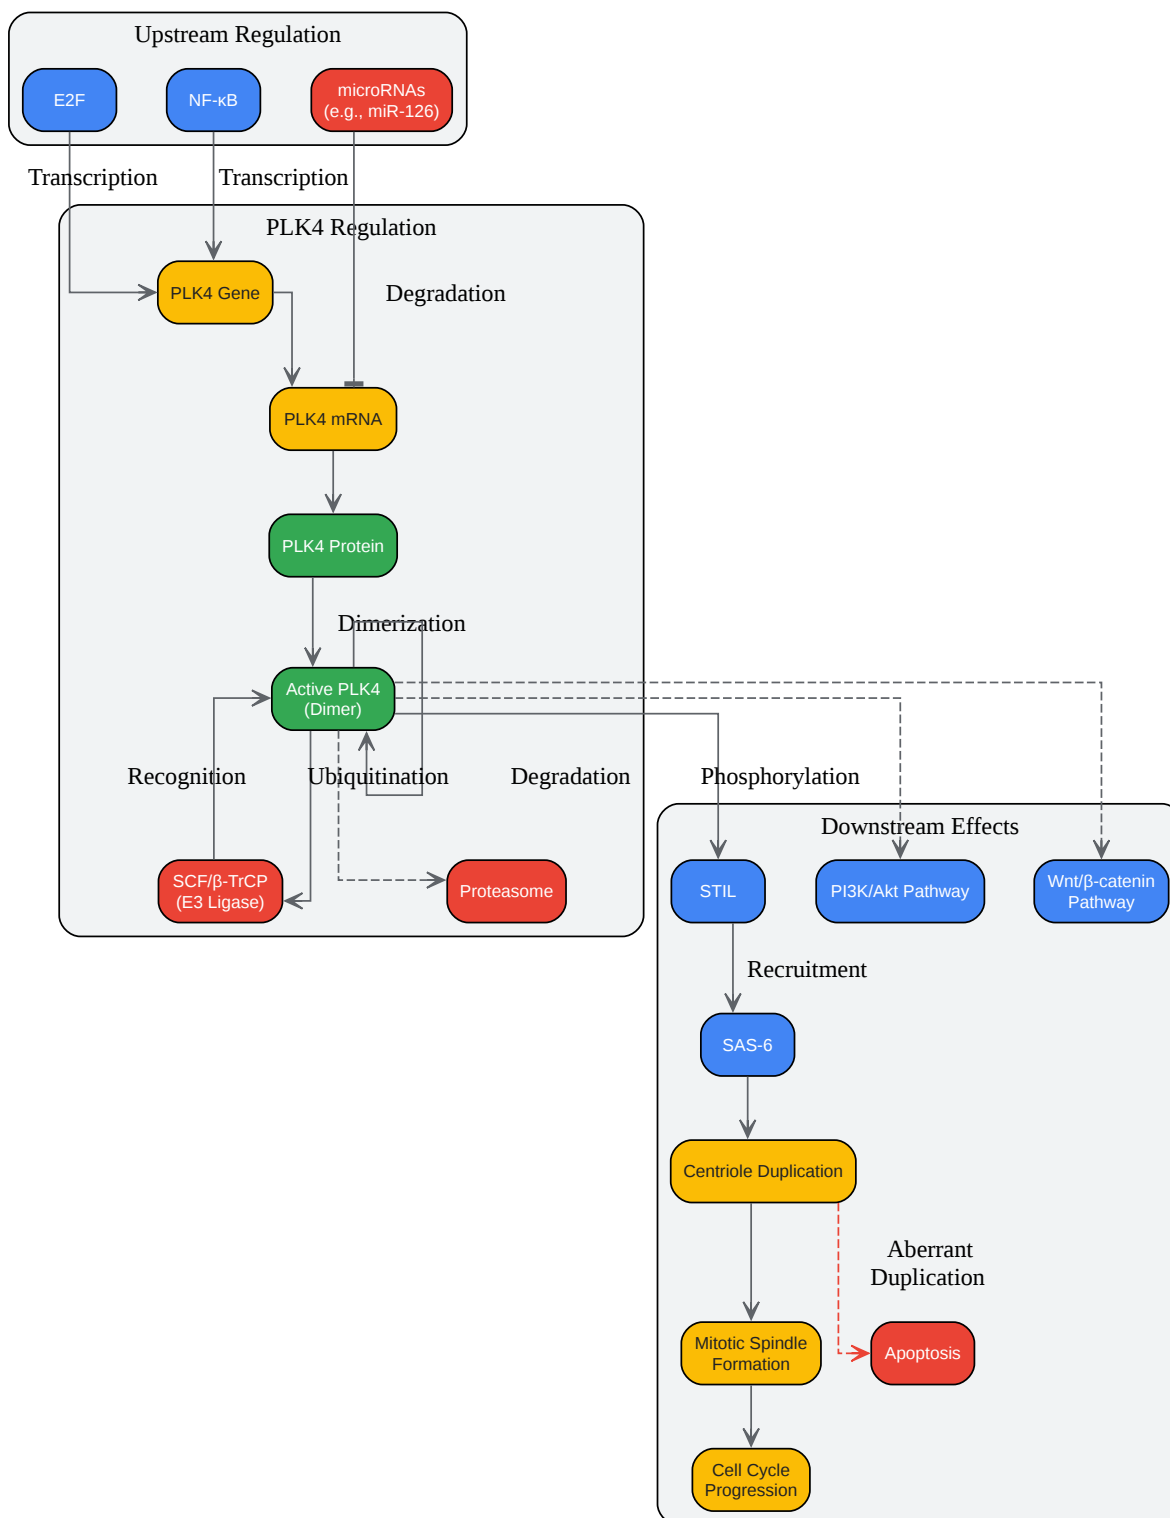 Upstream Regulation
E2F
NF-κB
microRNAs
(e.g., miR-126)
Transcription
Transcription
PLK4 Regulation
PLK4 Gene
Degradation
PLK4 mRNA
PLK4 Protein
Dimerization
Active PLK4
(Dimer)
Recognition
Ubiquitination
Degradation
Phosphorylation
Downstream Effects
SCF/β-TrCP
(E3 Ligase)
Proteasome
STIL
PI3K/Akt Pathway
Wnt/β-catenin
Pathway
Recruitment
SAS-6
Centriole Duplication
Aberrant
Duplication
Mitotic Spindle
Formation
Apoptosis
Cell Cycle
Progression